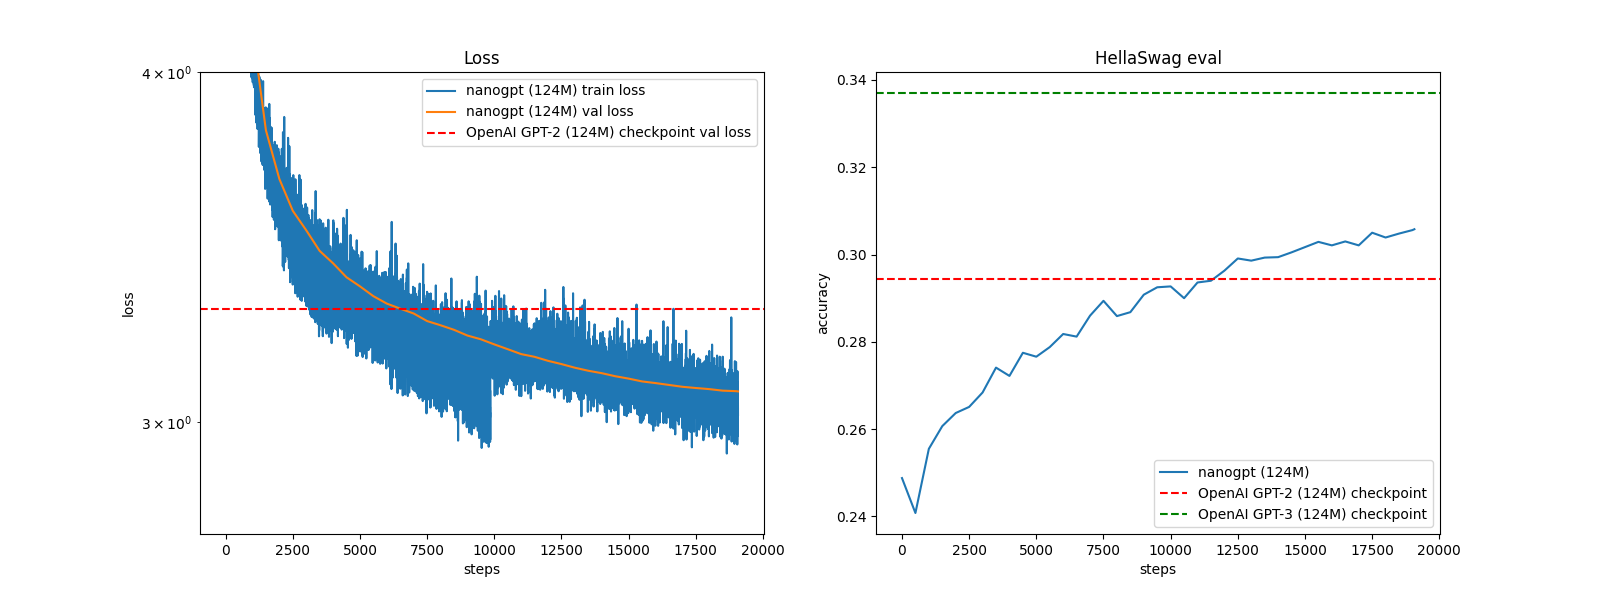 Loss
4 × 10⁰
3 × 10⁰
loss
nanogpt (124M) train loss
nanogpt (124M) val loss
OpenAI GPT-2 (124M) checkpoint val loss
0 2500 5000 7500 10000 12500 15000 17500 20000
steps
HellaSwag eval
0.34
0.32
0.30
0.28
0.26
0.24
accuracy
nanogpt (124M)
OpenAI GPT-2 (124M) checkpoint
OpenAI GPT-3 (124M) checkpoint
0 2500 5000 7500 10000 12500 15000 17500 20000
steps